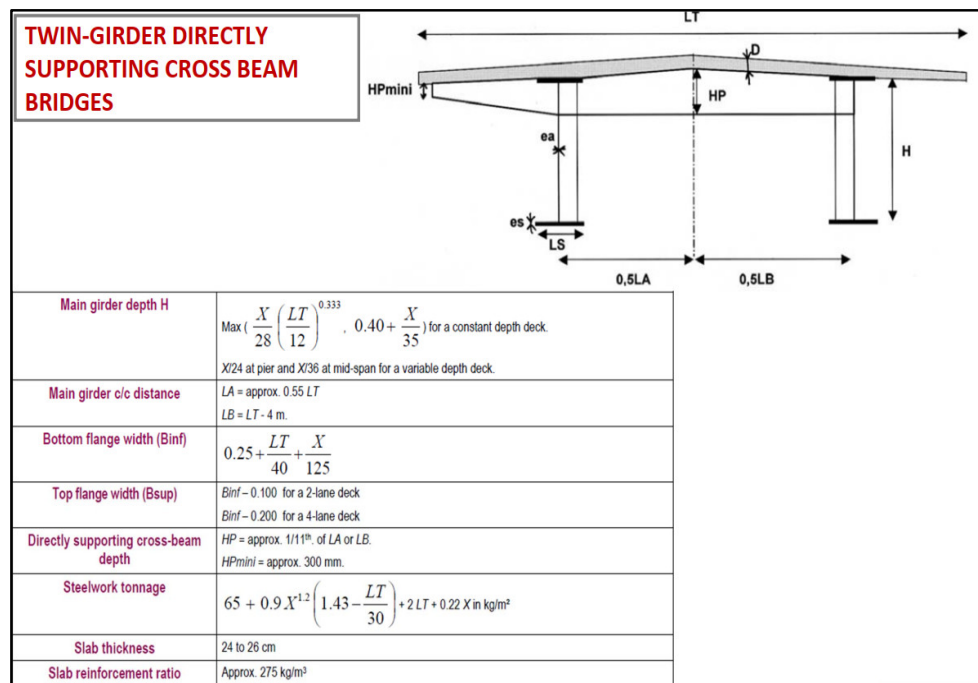 TWIN-GIRDER DIRECTLY
SUPPORTING CROSS BEAM
BRIDGES
LT
D
HPmini
HP
ea
H
es
LS
0,5LA
0,5LB
Main girder depth H
Max ( X/28 (LT/12)^0.333 , 0.40 + X/35 ) for a constant depth deck.
X/24 at pier and X/36 at mid-span for a variable depth deck.
Main girder c/c distance
LA = approx. 0.55 LT
LB = LT - 4 m.
Bottom flange width (Binf)
0.25 + LT/40 + X/125
Top flange width (Bsup)
Binf – 0.100 for a 2-lane deck
Binf – 0.200 for a 4-lane deck
Directly supporting cross-beam
depth
HP = approx. 1/11th. of LA or LB.
HPmini = approx. 300 mm.
Steelwork tonnage
65 + 0.9 X^1.2 (1.43 − LT/30) + 2 LT + 0.22 X in kg/m²
Slab thickness
24 to 26 cm
Slab reinforcement ratio
Approx. 275 kg/m³